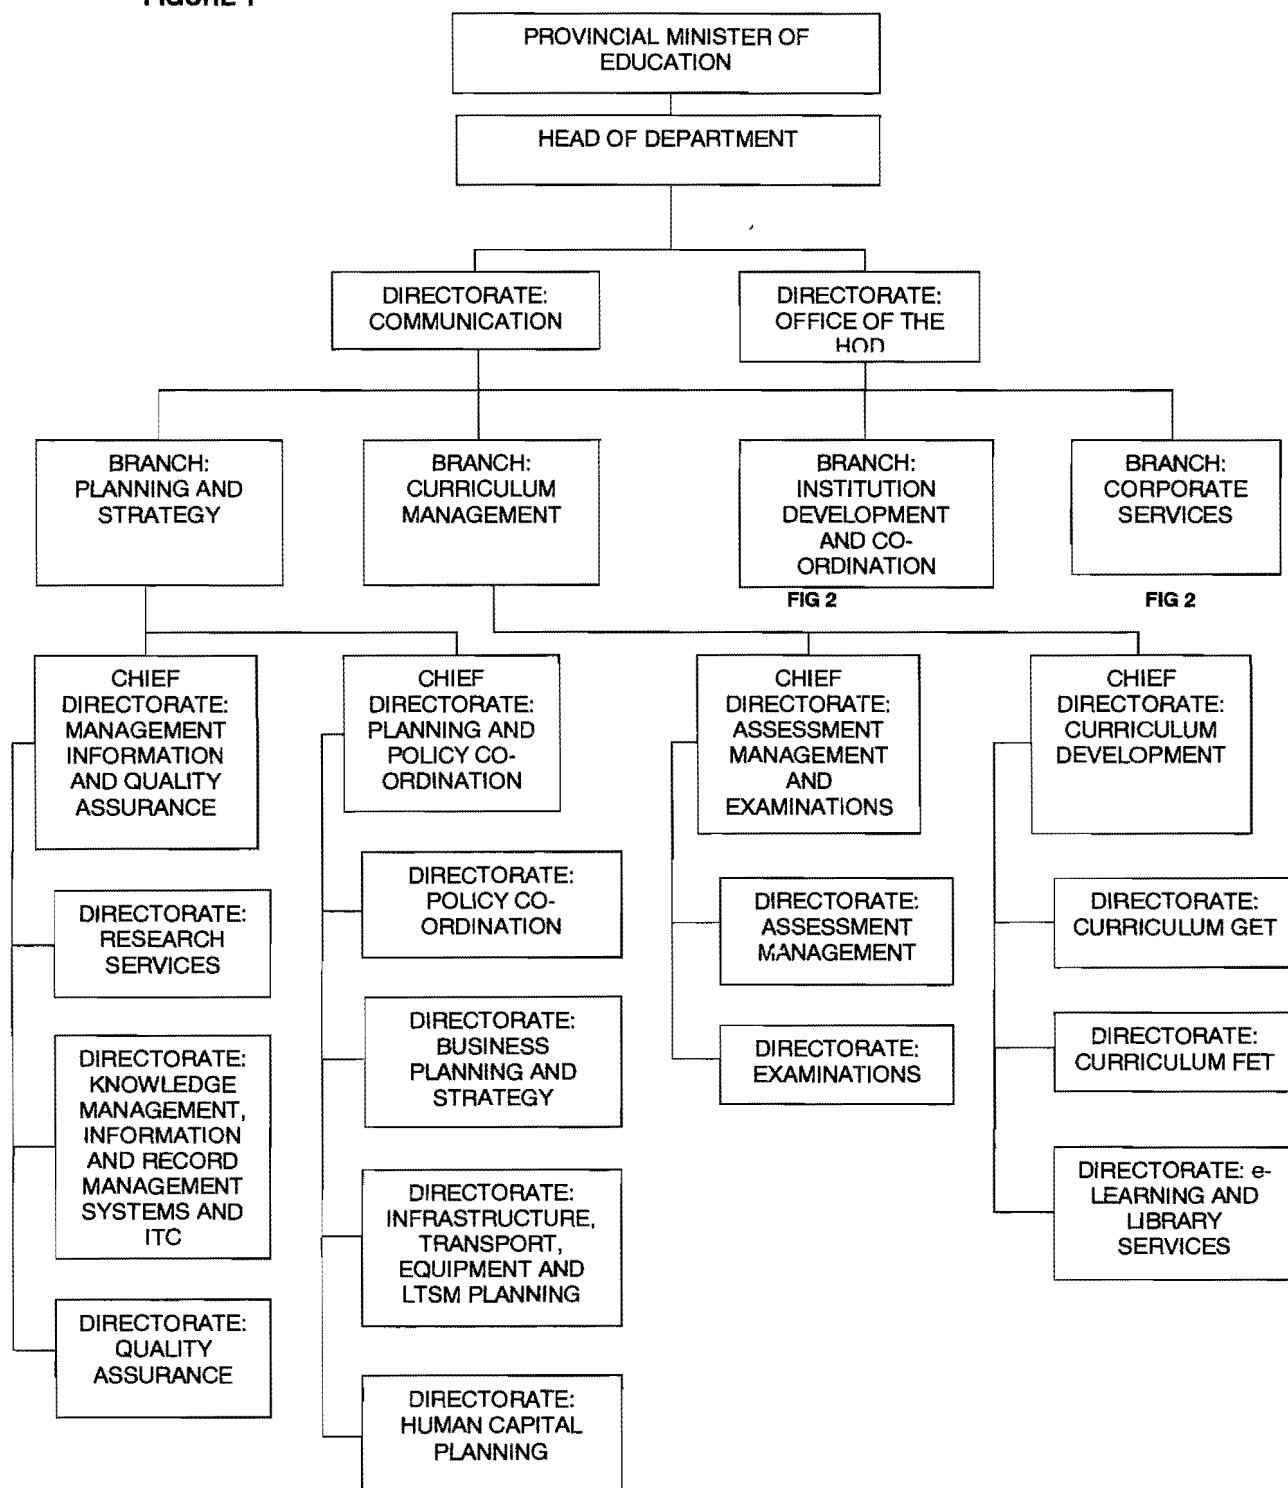 FIGURE 1
PROVINCIAL MINISTER OF
EDUCATION
HEAD OF DEPARTMENT
DIRECTORATE:
COMMUNICATION
DIRECTORATE:
OFFICE OF THE
HOD
BRANCH:
PLANNING AND
STRATEGY
BRANCH:
CURRICULUM
MANAGEMENT
BRANCH:
INSTITUTION
DEVELOPMENT
AND CO-
ORDINATION
BRANCH:
CORPORATE
SERVICES
FIG 2
FIG 2
CHIEF
DIRECTORATE:
MANAGEMENT
INFORMATION
AND QUALITY
ASSURANCE
CHIEF
DIRECTORATE:
PLANNING AND
POLICY CO-
ORDINATION
CHIEF
DIRECTORATE:
ASSESSMENT
MANAGEMENT
AND
EXAMINATIONS
CHIEF
DIRECTORATE:
CURRICULUM
DEVELOPMENT
DIRECTORATE:
RESEARCH
SERVICES
DIRECTORATE:
KNOWLEDGE
MANAGEMENT,
INFORMATION
AND RECORD
MANAGEMENT
SYSTEMS AND
ITC
DIRECTORATE:
QUALITY
ASSURANCE
DIRECTORATE:
POLICY CO-
ORDINATION
DIRECTORATE:
BUSINESS
PLANNING AND
STRATEGY
DIRECTORATE:
INFRASTRUCTURE,
TRANSPORT,
EQUIPMENT AND
LTSM PLANNING
DIRECTORATE:
HUMAN CAPITAL
PLANNING
DIRECTORATE:
ASSESSMENT
MANAGEMENT
DIRECTORATE:
EXAMINATIONS
DIRECTORATE:
CURRICULUM GET
DIRECTORATE:
CURRICULUM FET
DIRECTORATE: e-
LEARNING AND
LIBRARY
SERVICES